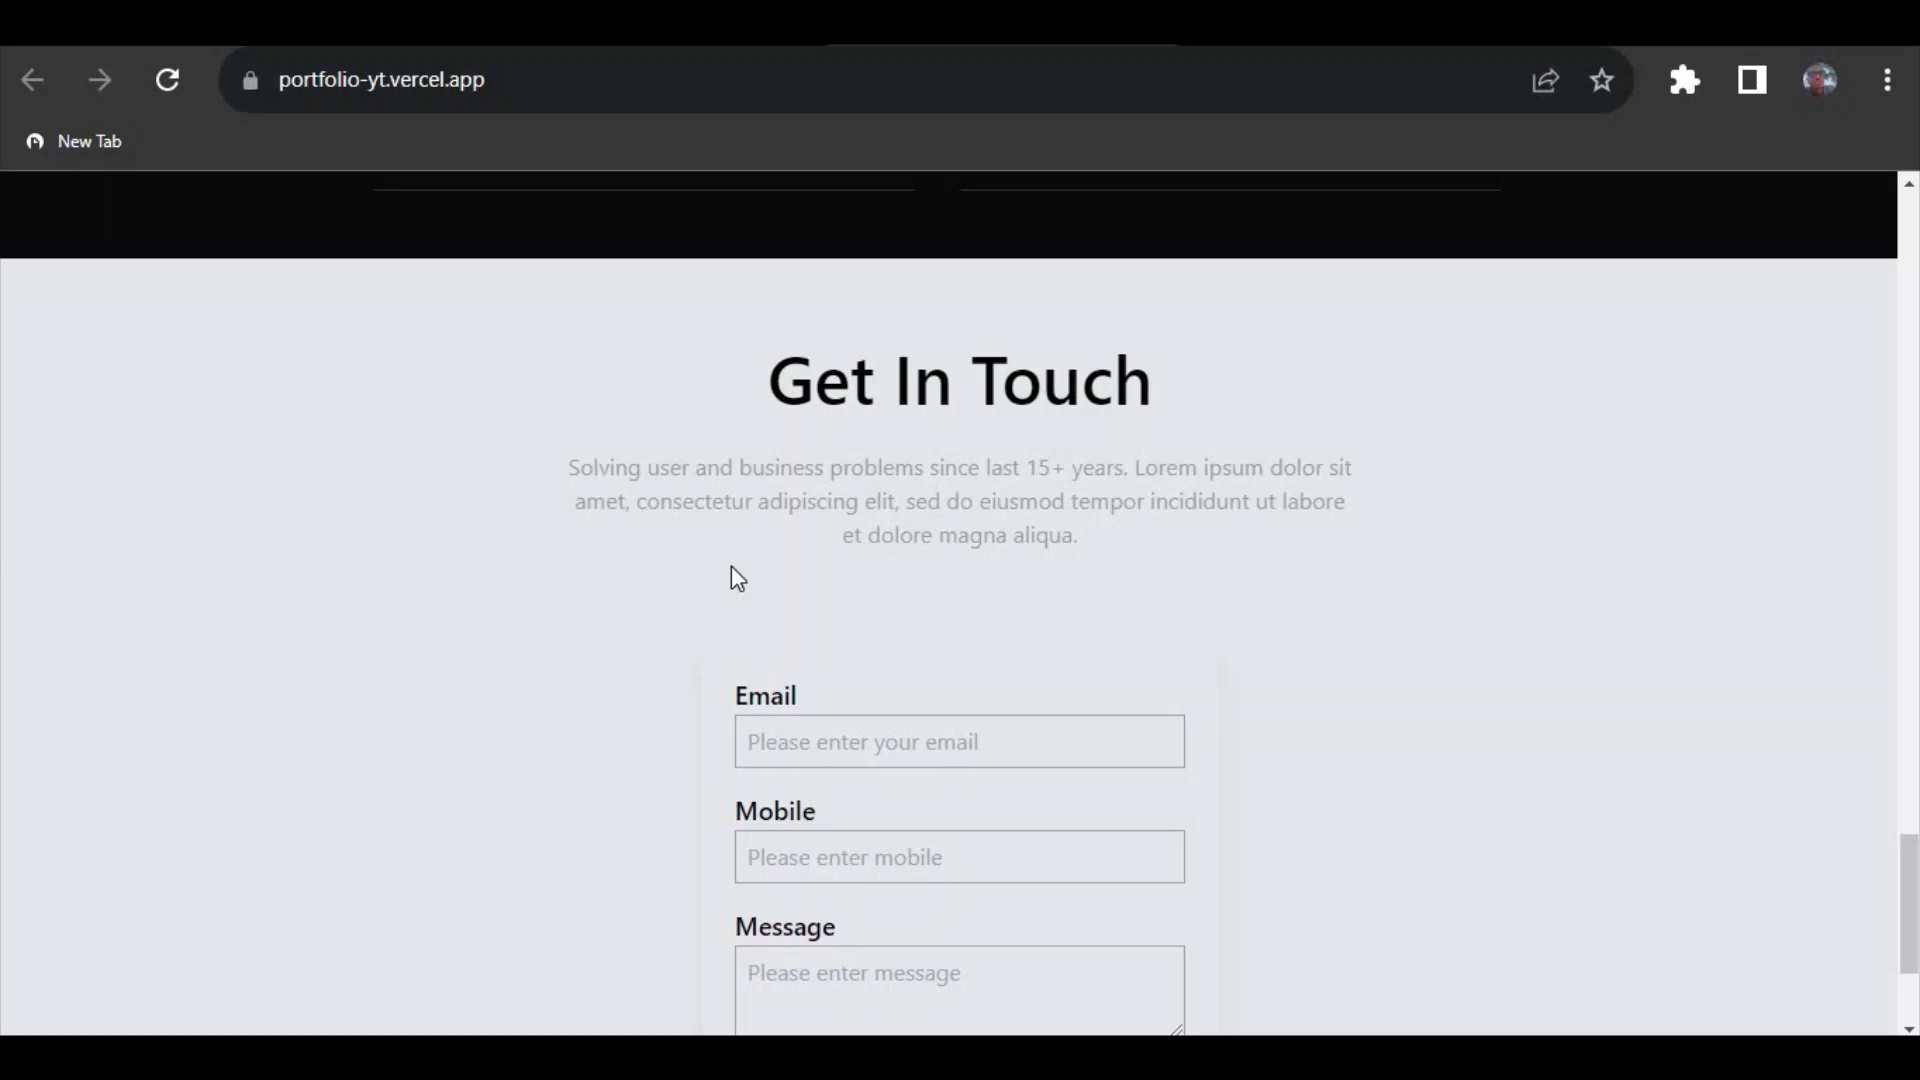 portfolio-yt.vercel.app
New Tab
Get In Touch
Solving user and business problems since last 15+ years. Lorem ipsum dolor sit
amet, consectetur adipiscing elit, sed do eiusmod tempor incididunt ut labore
et dolore magna aliqua.
Email
Please enter your email
Mobile
Please enter mobile
Message
Please enter message